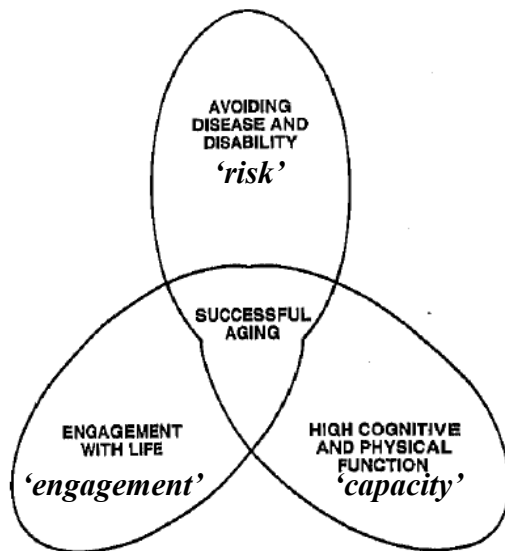 AVOIDING
DISEASE AND
DISABILITY
‘risk’
SUCCESSFUL
AGING
ENGAGEMENT
WITH LIFE
‘engagement’
HIGH COGNITIVE
AND PHYSICAL
FUNCTION
‘capacity’